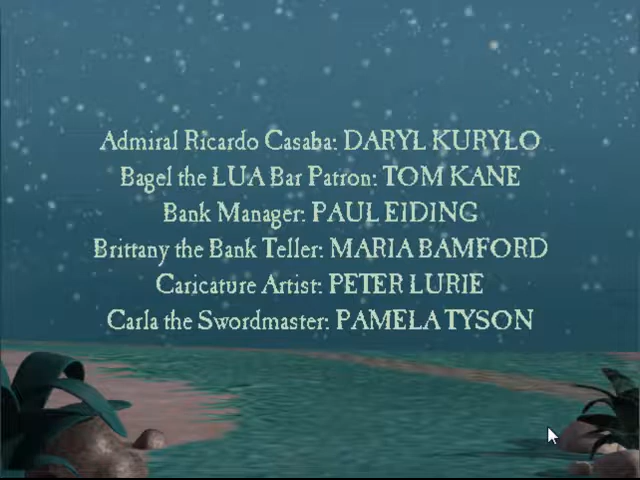 Admiral Ricardo Casaba: DARYL KURYLO
Bagel the LUA Bar Patron: TOM KANE
Bank Manager: PAUL EIDING
Brittany the Bank Teller: MARIA BAMFORD
Caricature Artist: PETER LURIE
Carla the Swordmaster: PAMELA TYSON